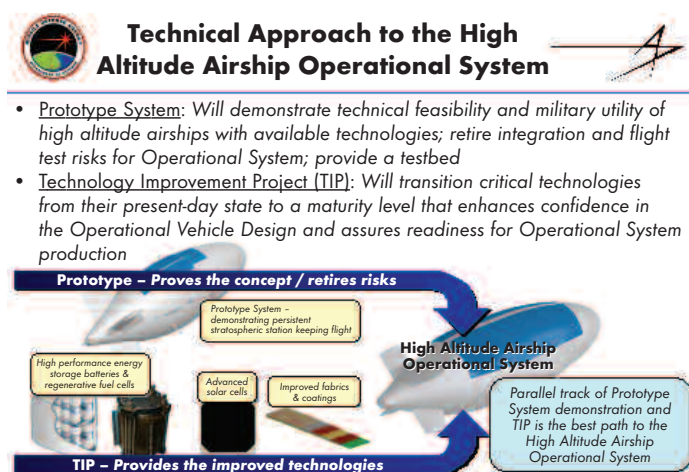 Technical Approach to the High
Altitude Airship Operational System
• Prototype System: Will demonstrate technical feasibility and military utility of
high altitude airships with available technologies; retire integration and flight
test risks for Operational System; provide a testbed
• Technology Improvement Project (TIP): Will transition critical technologies
from their present-day state to a maturity level that enhances confidence in
the Operational Vehicle Design and assures readiness for Operational System
production
Prototype – Proves the concept / retires risks
Prototype System –
demonstrating persistent
stratospheric station keeping flight
High Altitude Airship
Operational System
High performance energy
storage batteries &
regenerative fuel cells
Advanced
solar cells
Improved fabrics
& coatings
Parallel track of Prototype
System demonstration and
TIP is the best path to the
High Altitude Airship
Operational System
TIP – Provides the improved technologies